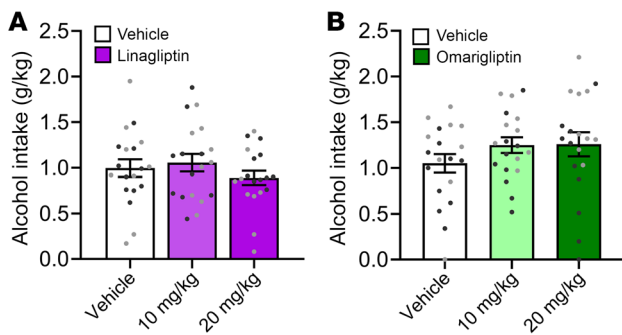 A
Alcohol intake (g/kg)
2.5
2.0
1.5
1.0
0.5
0.0
Vehicle
Linagliptin
Vehicle
10 mg/kg
20 mg/kg
B
Alcohol intake (g/kg)
2.5
2.0
1.5
1.0
0.5
0.0
Vehicle
Omarigliptin
Vehicle
10 mg/kg
20 mg/kg